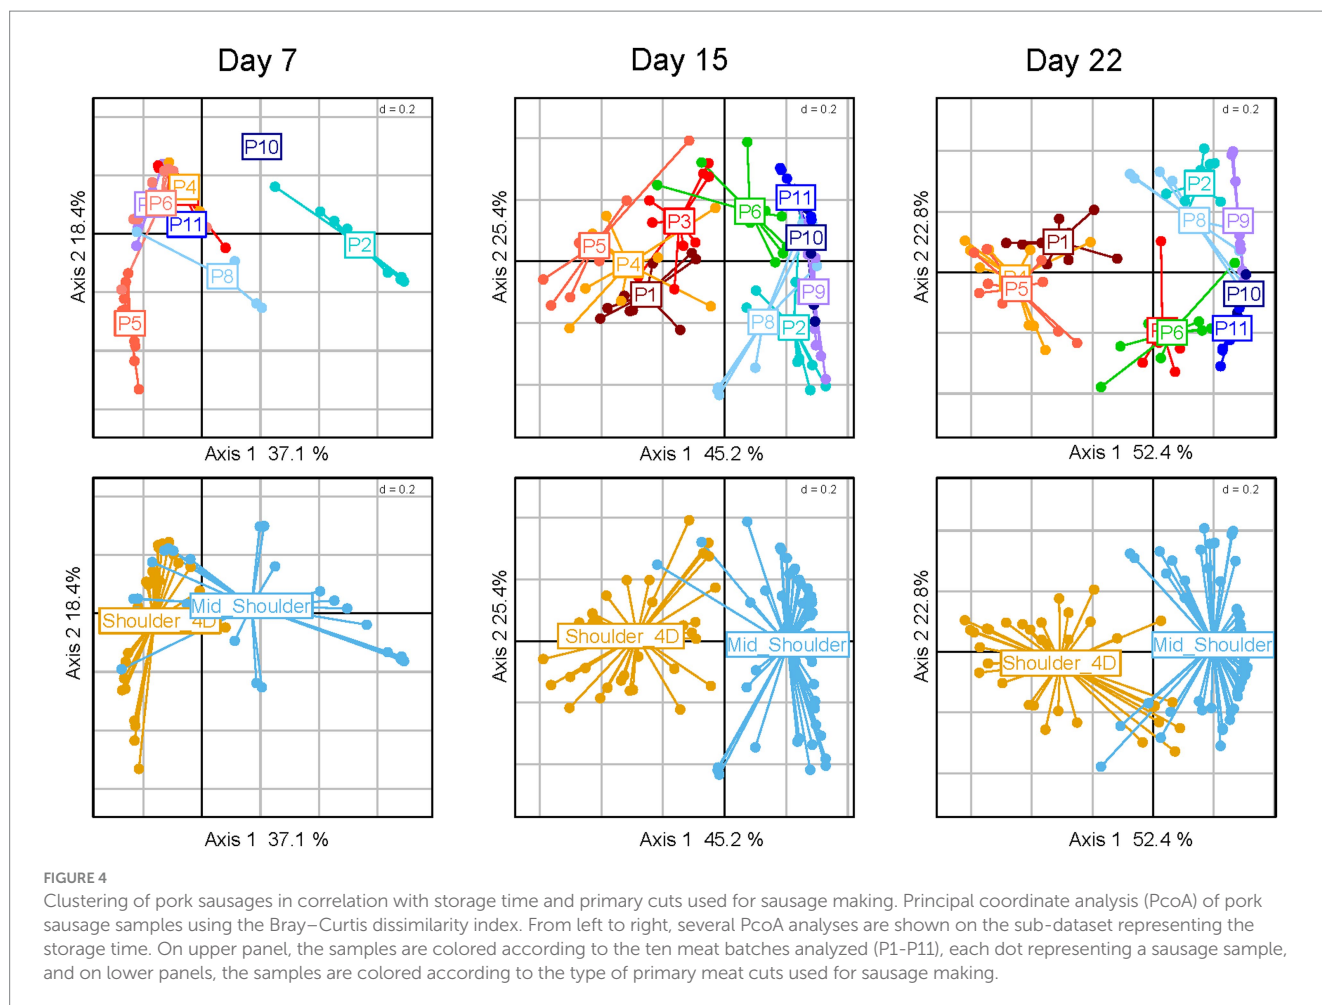 Day 7
Day 15
Day 22
d = 0.2
P10
P4
P6
P11
P2
P8
P5
Axis 2 18.4%
Axis 1 37.1 %
d = 0.2
P11
P6
P3
P5
P10
P4
P1
P9
P8
P2
Axis 2 25.4%
Axis 1 45.2 %
d = 0.2
P2
P8
P9
P1
P5
P10
P6
P11
Axis 2 22.8%
Axis 1 52.4 %
d = 0.2
Mid_Shoulder
Shoulder_4D
Axis 2 18.4%
Axis 1 37.1 %
d = 0.2
Shoulder_4D
Mid_Shoulder
Axis 2 25.4%
Axis 1 45.2 %
d = 0.2
Mid_Shoulder
Shoulder_4D
Axis 2 22.8%
Axis 1 52.4 %
FIGURE 4
Clustering of pork sausages in correlation with storage time and primary cuts used for sausage making. Principal coordinate analysis (PcoA) of pork
sausage samples using the Bray–Curtis dissimilarity index. From left to right, several PcoA analyses are shown on the sub-dataset representing the
storage time. On upper panel, the samples are colored according to the ten meat batches analyzed (P1-P11), each dot representing a sausage sample,
and on lower panels, the samples are colored according to the type of primary meat cuts used for sausage making.